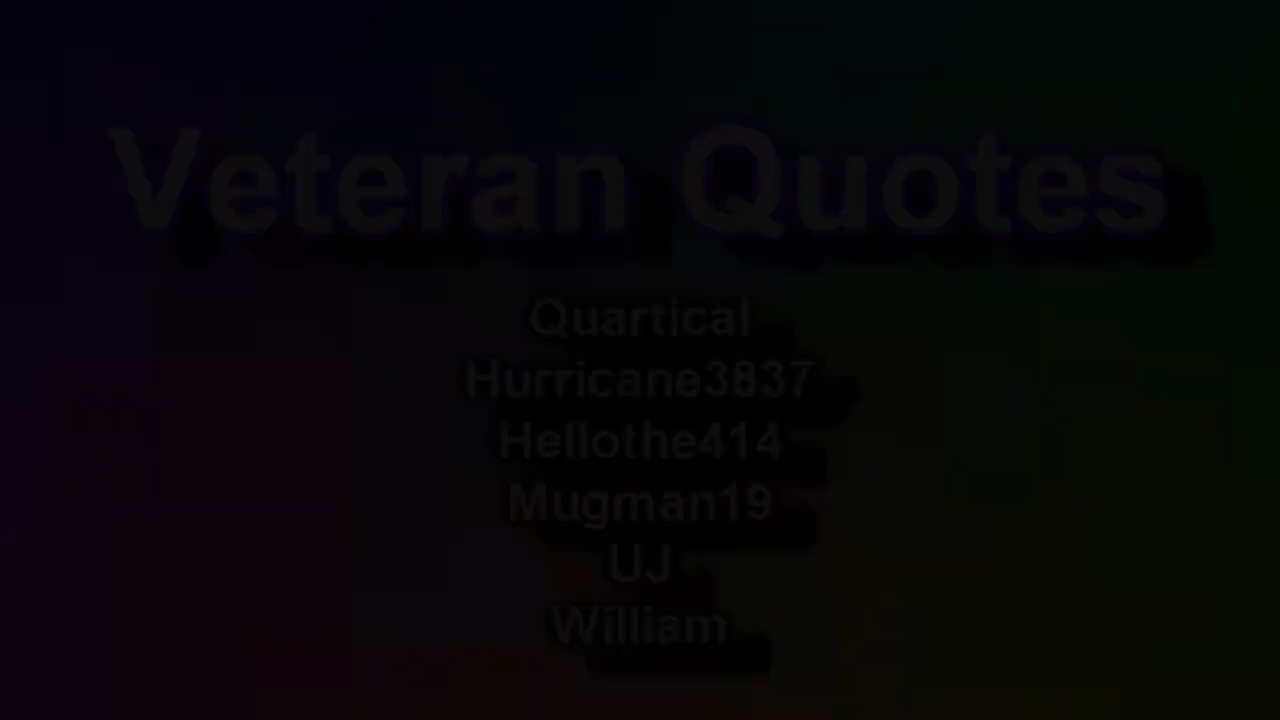 Veteran Quotes
Quartical
Hurricane3837
Hellothe414
Mugman19
UJ
William